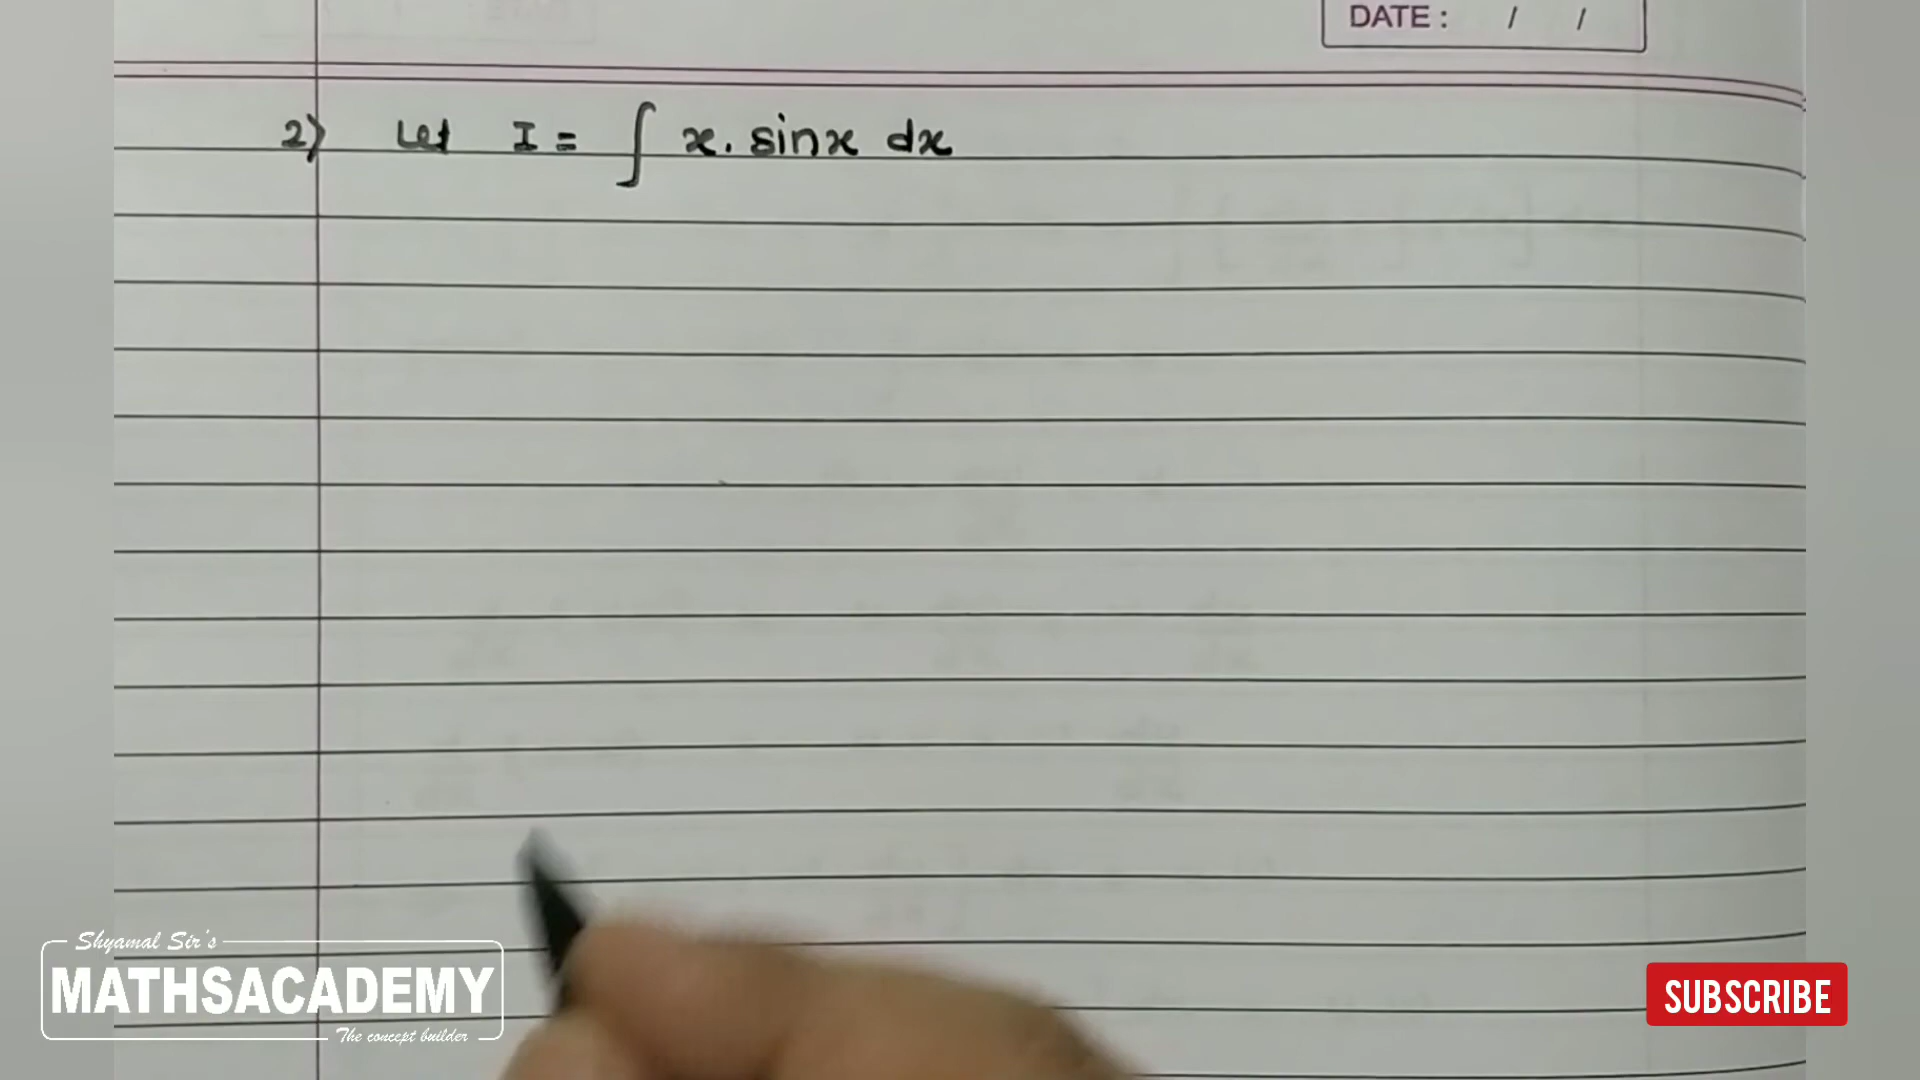 DATE : / /
2) Let I = ∫ x. sinx dx
Shyamal Sir's
MATHSACADEMY
The concept builder
SUBSCRIBE